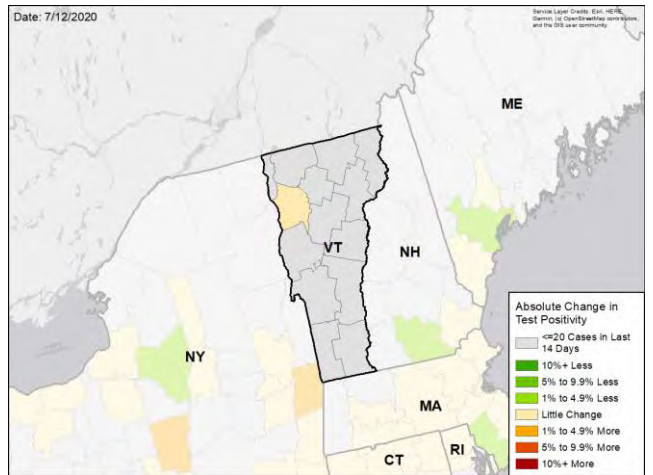 Date: 7/12/2020
Service Layer Credits: Esri, HERE,
Garmin, (c) OpenStreetMap contributors,
and the GIS user community
ME
VT
NH
NY
MA
CT
RI
Absolute Change in
Test Positivity
<=20 Cases in Last
14 Days
10%+ Less
5% to 9.9% Less
1% to 4.9% Less
Little Change
1% to 4.9% More
5% to 9.9% More
10%+ More